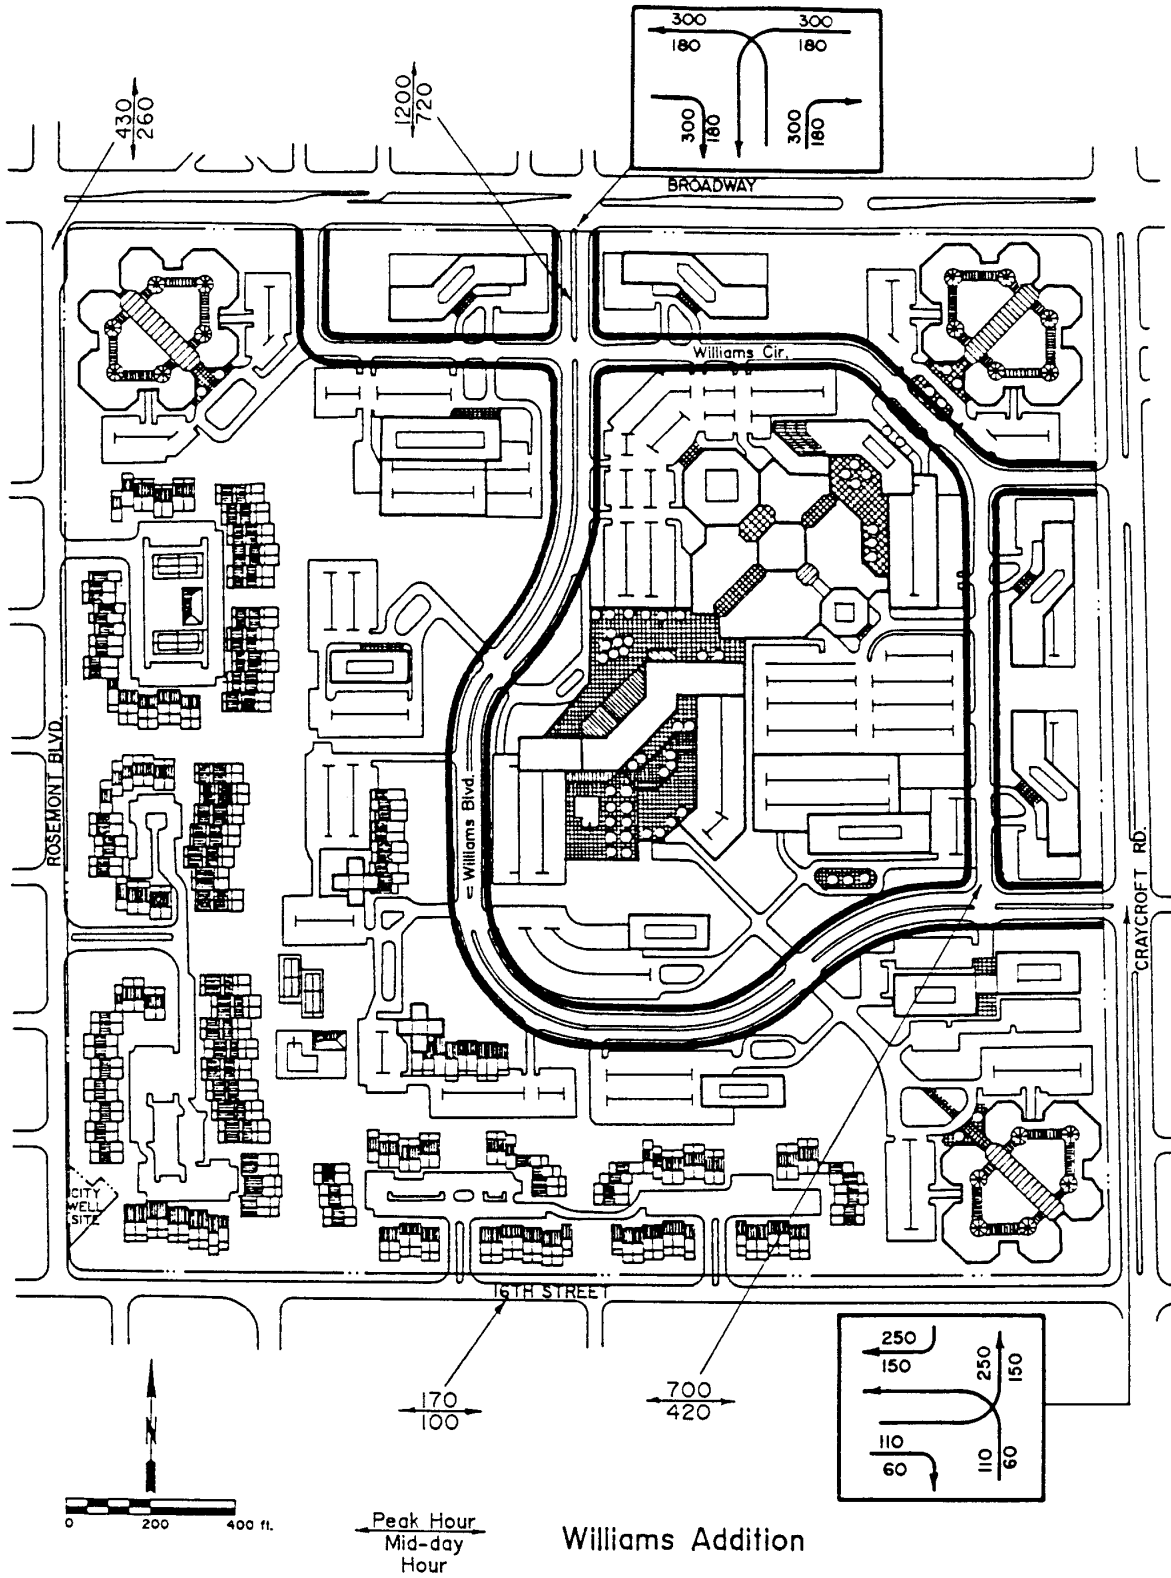 300
180
300
180
300
180
300
180
430
260
1200
720
BROADWAY
Williams Cir.
ROSEMONT BLVD.
Williams Blvd.
CRAYCROFT RD.
CITY
WELL
SITE
16TH STREET
250
150
250
150
110
60
110
60
170
100
700
420
N
0 200 400 ft.
Peak Hour
Mid-day
Hour
Williams Addition